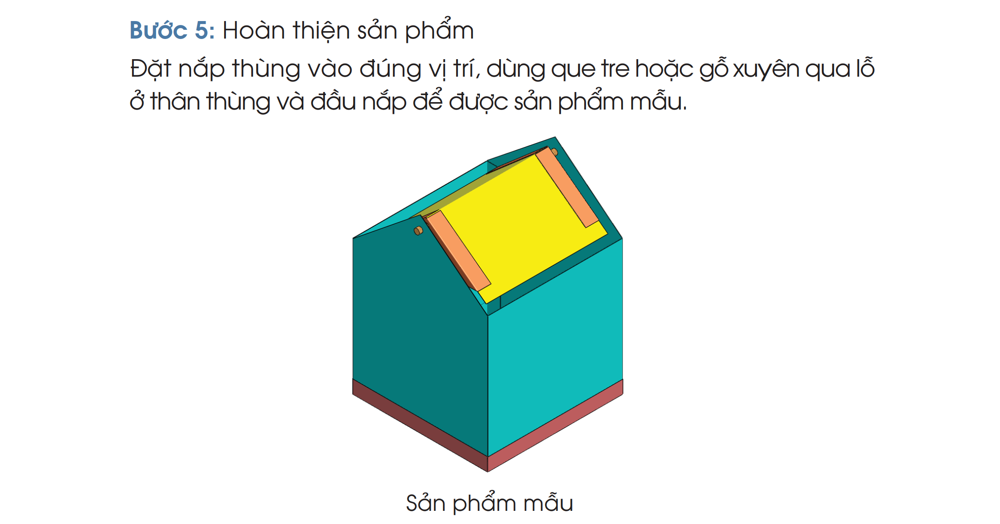 Bước 5: Hoàn thiện sản phẩm
Đặt nắp thùng vào đúng vị trí, dùng que tre hoặc gỗ xuyên qua lỗ
ở thân thùng và đầu nắp để được sản phẩm mẫu.
Sản phẩm mẫu